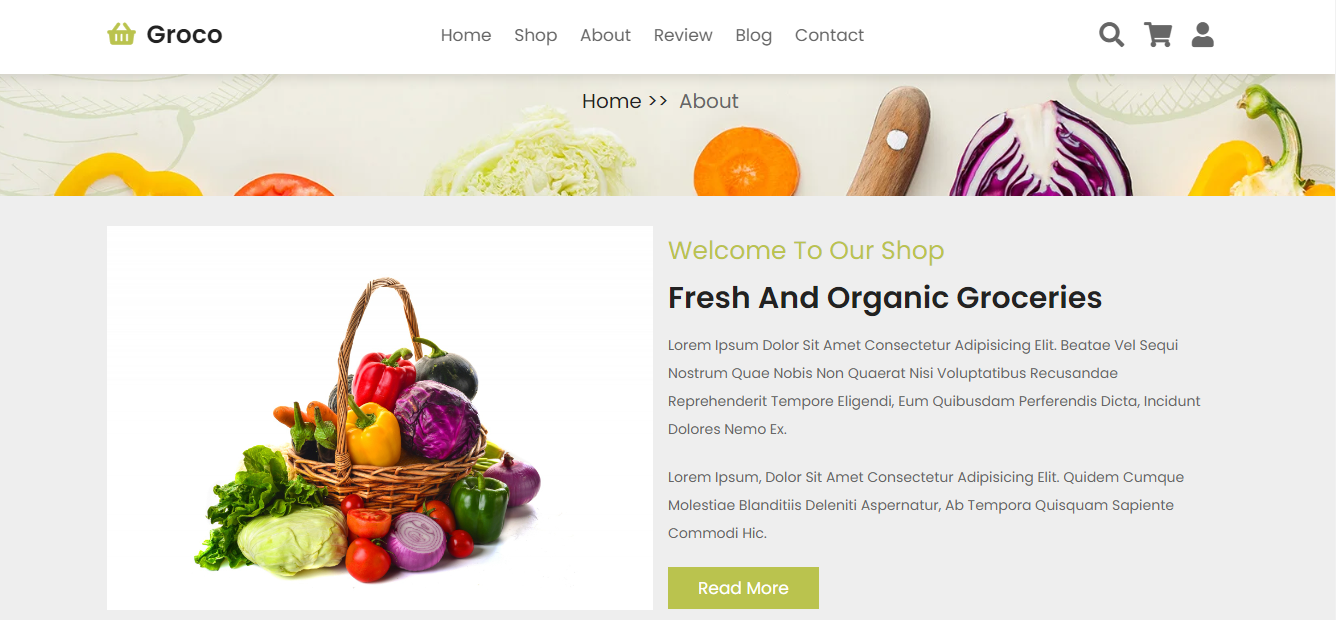 Groco
Home Shop About Review Blog Contact
Home >> About
Welcome To Our Shop
Fresh And Organic Groceries
Lorem Ipsum Dolor Sit Amet Consectetur Adipisicing Elit. Beatae Vel Sequi
Nostrum Quae Nobis Non Quaerat Nisi Voluptatibus Recusandae
Reprehenderit Tempore Eligendi, Eum Quibusdam Perferendis Dicta, Incidunt
Dolores Nemo Ex.
Lorem Ipsum, Dolor Sit Amet Consectetur Adipisicing Elit. Quidem Cumque
Molestiae Blanditiis Deleniti Aspernatur, Ab Tempora Quisquam Sapiente
Commodi Hic.
Read More